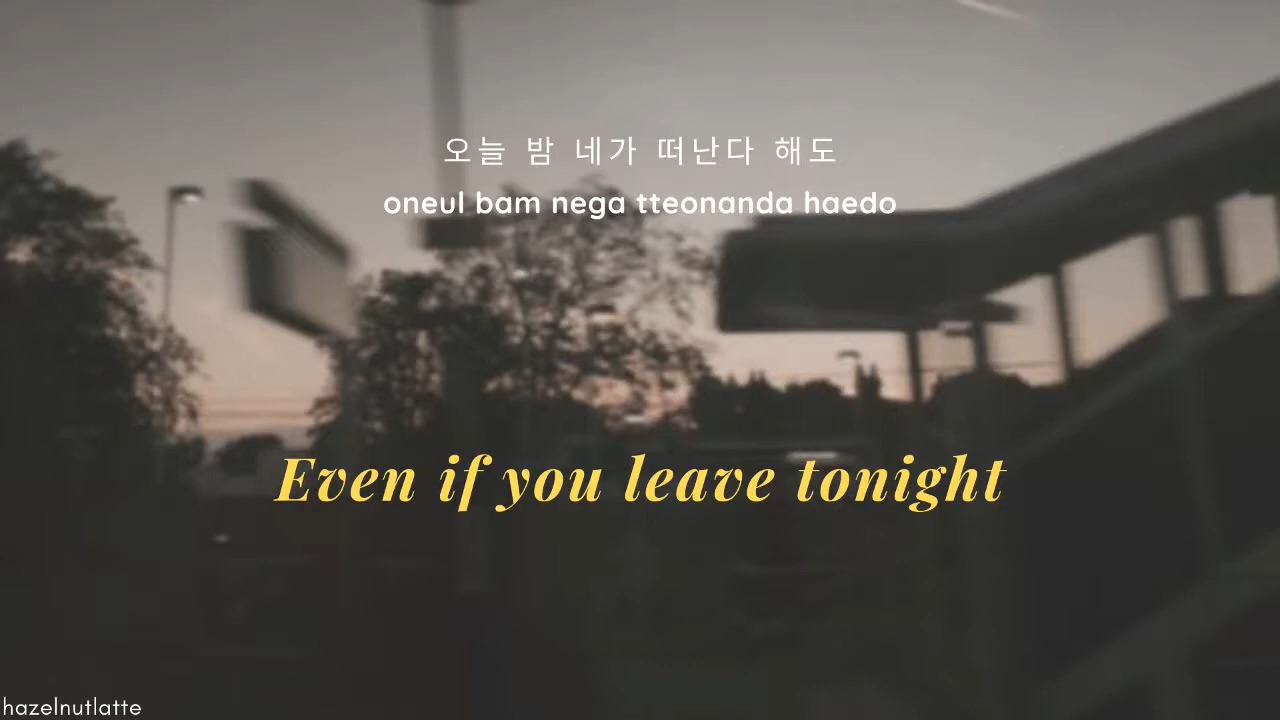 오늘 밤 네가 떠난다 해도
oneul bam nega tteonanda haedo
Even if you leave tonight
hazelnutlatte